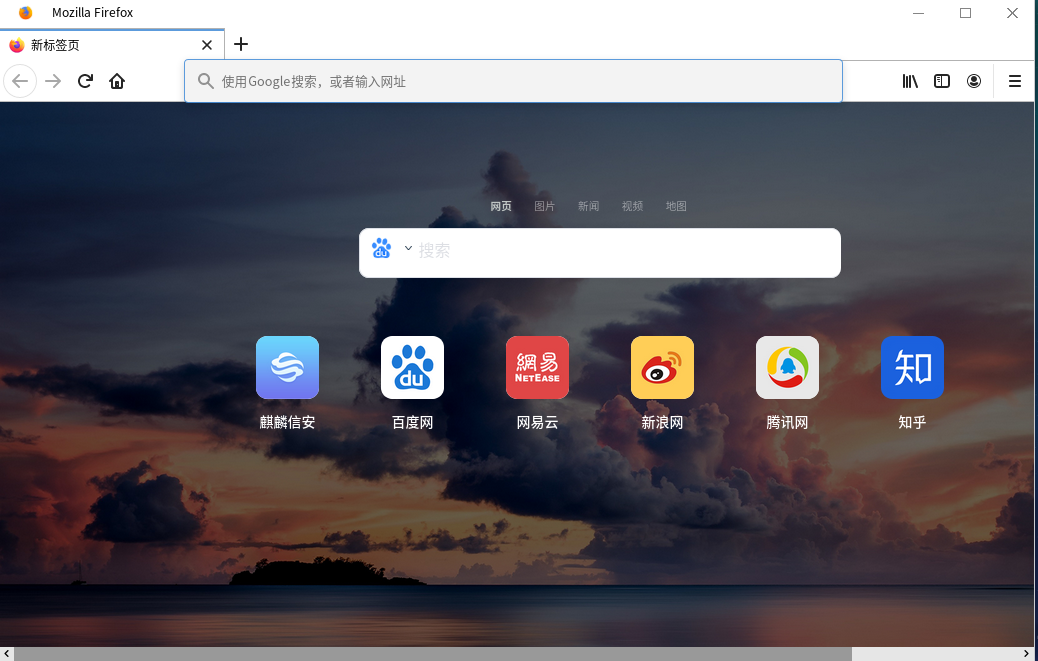 Mozilla Firefox
新标签页
使用Google搜索，或者输入网址
网页 图片 新闻 视频 地图
du 搜索
du 網易 NETEASE 知
麒麟信安 百度网 网易云 新浪网 腾讯网 知乎